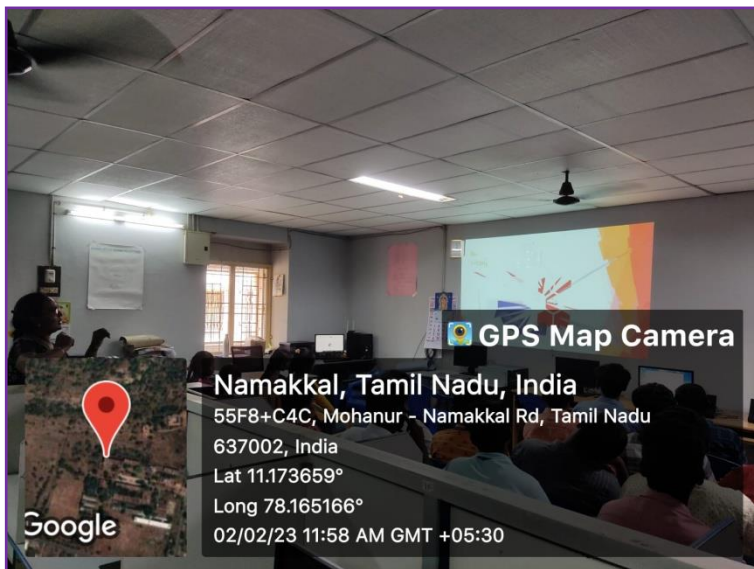 GPS Map Camera
Namakkal, Tamil Nadu, India
55F8+C4C, Mohanur - Namakkal Rd, Tamil Nadu
637002, India
Lat 11.173659°
Long 78.165166°
02/02/23 11:58 AM GMT +05:30
Google